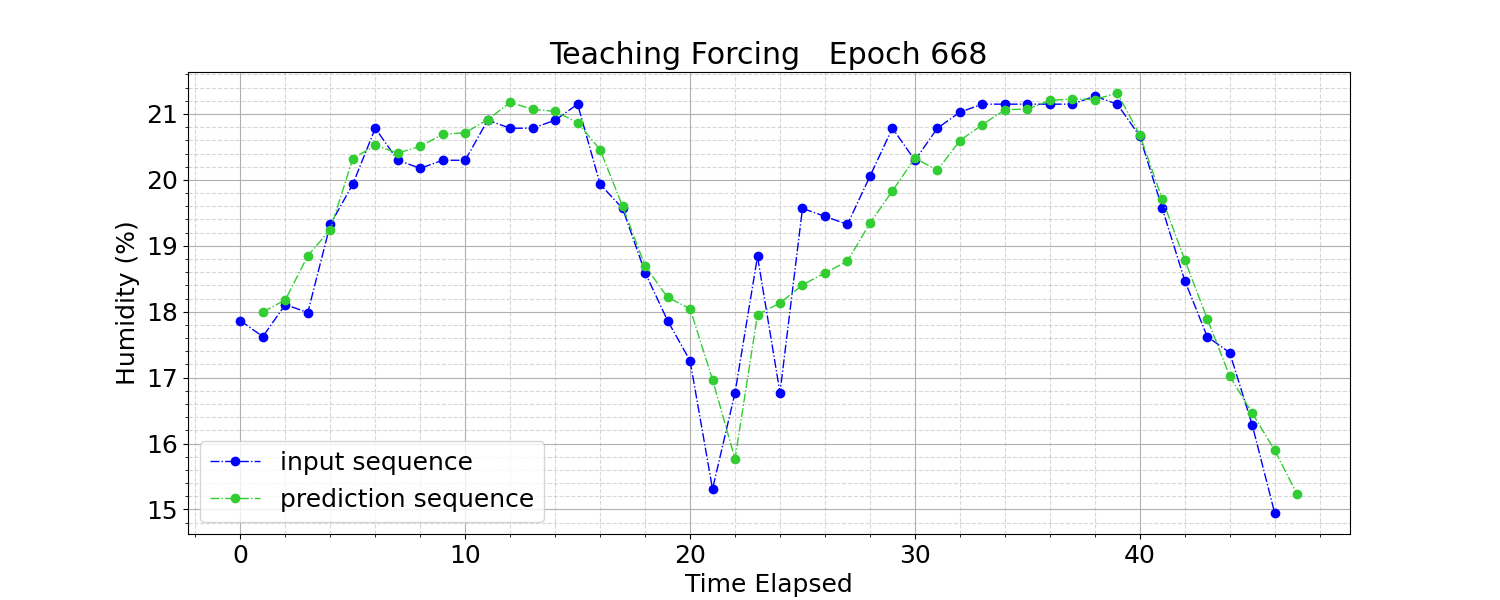 Teaching Forcing   Epoch 668
Humidity (%)
21
20
19
18
17
16
15
input sequence
prediction sequence
0 10 20 30 40
Time Elapsed